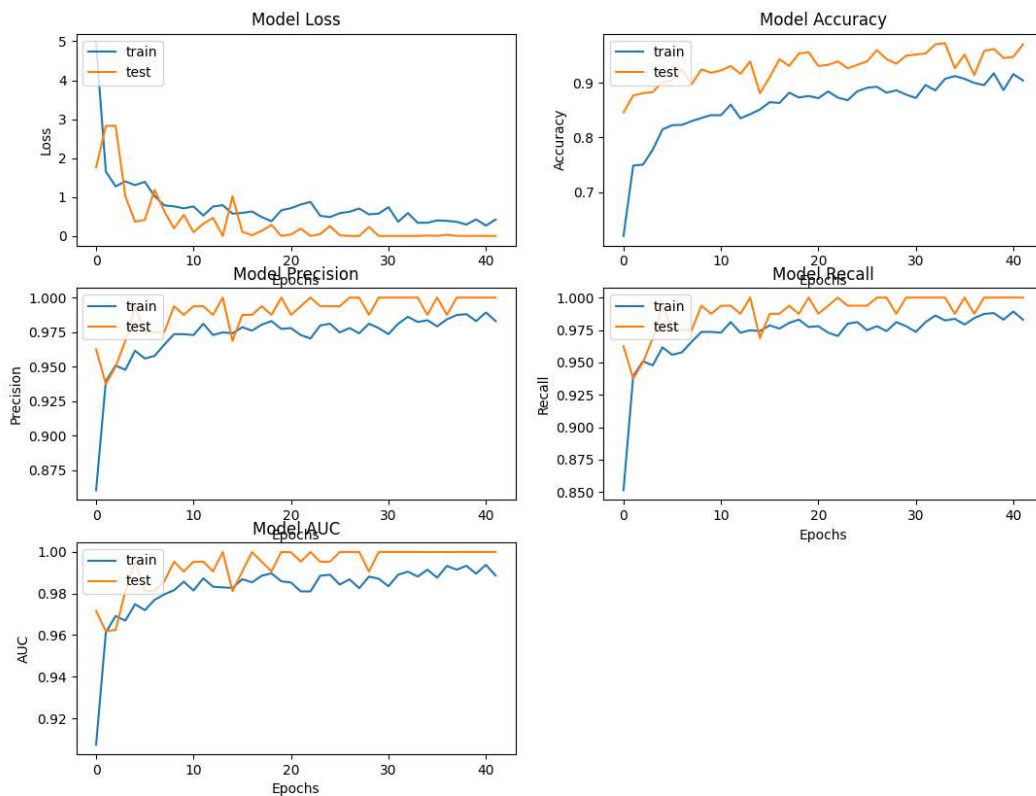 Model Loss
train
test
5
4
3
2
1
0
Loss
0 10 20 30 40
Epochs
Model Accuracy
train
test
0.9
0.8
0.7
Accuracy
0 10 20 30 40
Epochs
Model Precision
train
test
1.000
0.975
0.950
0.925
0.900
0.875
Precision
0 10 20 30 40
Epochs
Model Recall
train
test
1.000
0.975
0.950
0.925
0.900
0.875
0.850
Recall
0 10 20 30 40
Epochs
Model AUC
train
test
1.00
0.98
0.96
0.94
0.92
AUC
0 10 20 30 40
Epochs